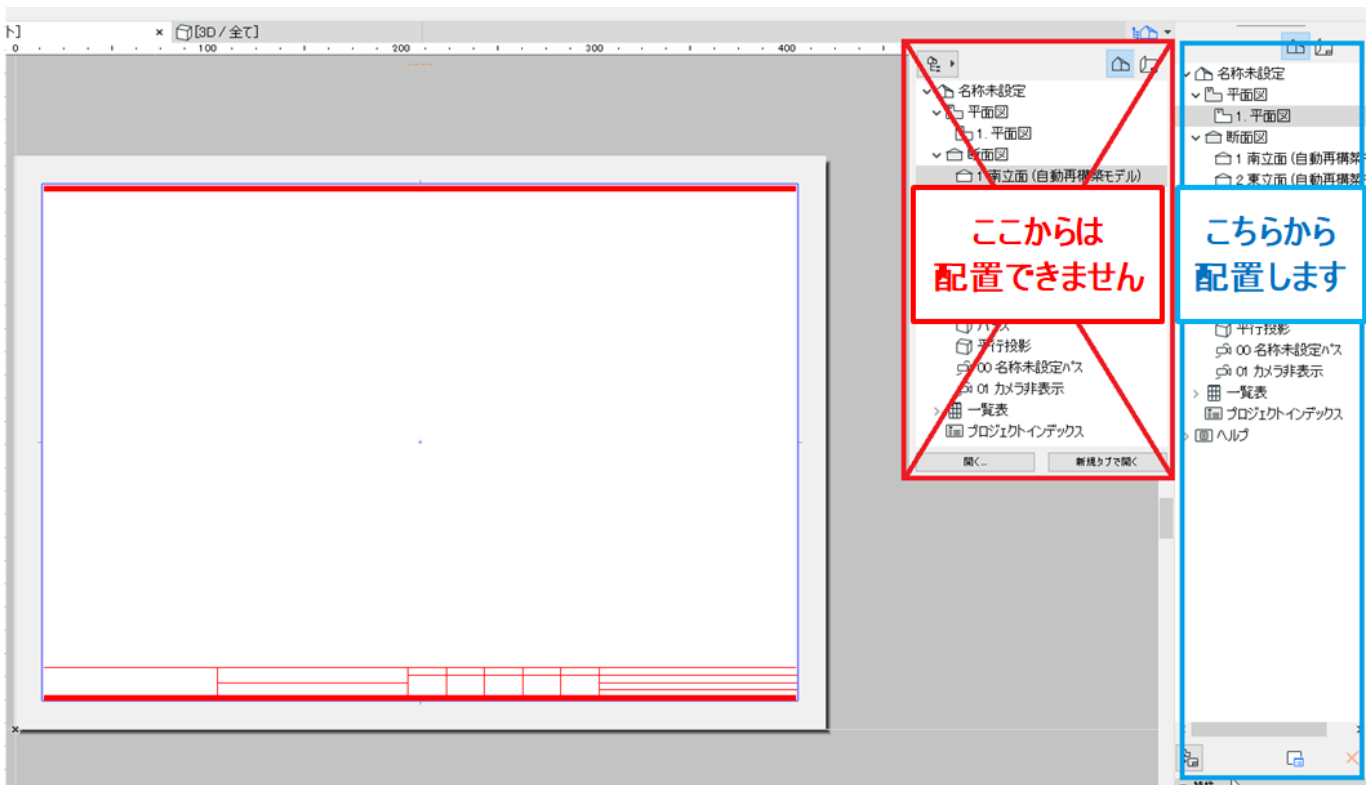 ト]
× [3D / 全て]
0 100 200 300 400
名称未設定
平面図
1. 平面図
断面図
1 南立面 (自動再構築モデル)
ここからは
配置できません
パース
平行投影
00 名称未設定パス
01 カメラ非表示
一覧表
プロジェクトインデックス
開く...
新規タブで開く
名称未設定
平面図
1. 平面図
断面図
1 南立面 (自動再構築
2 東立面 (自動再構築
こちらから
配置します
平行投影
00 名称未設定パス
01 カメラ非表示
一覧表
プロジェクトインデックス
ヘルプ